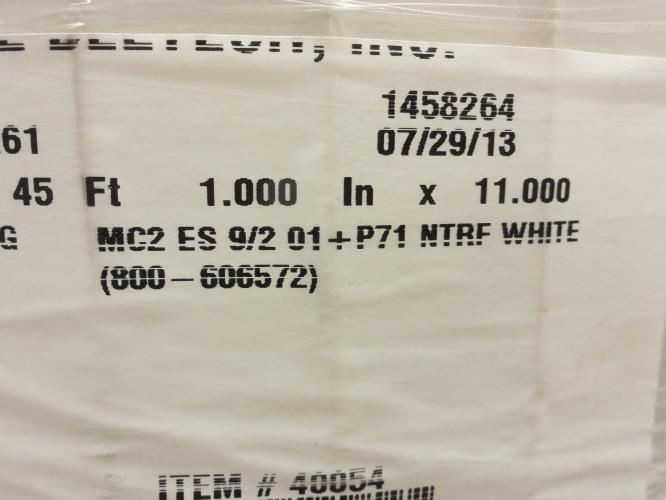 INC.
1458264
61 07/29/13
45 Ft 1.000 In x 11.000
G MC2 ES 9/2 01+P71 NTRF WHITE
(800-606572)
ITEM # 40054